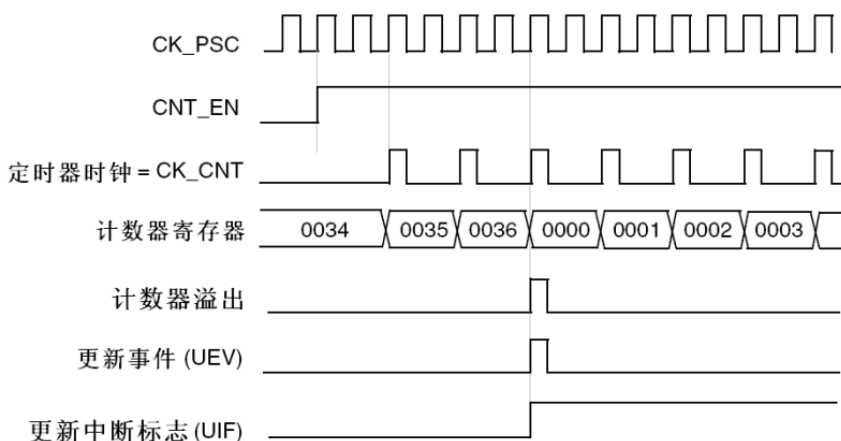 CK_PSC
CNT_EN
定时器时钟 = CK_CNT
计数器寄存器 0034 0035 0036 0000 0001 0002 0003
计数器溢出
更新事件 (UEV)
更新中断标志 (UIF)